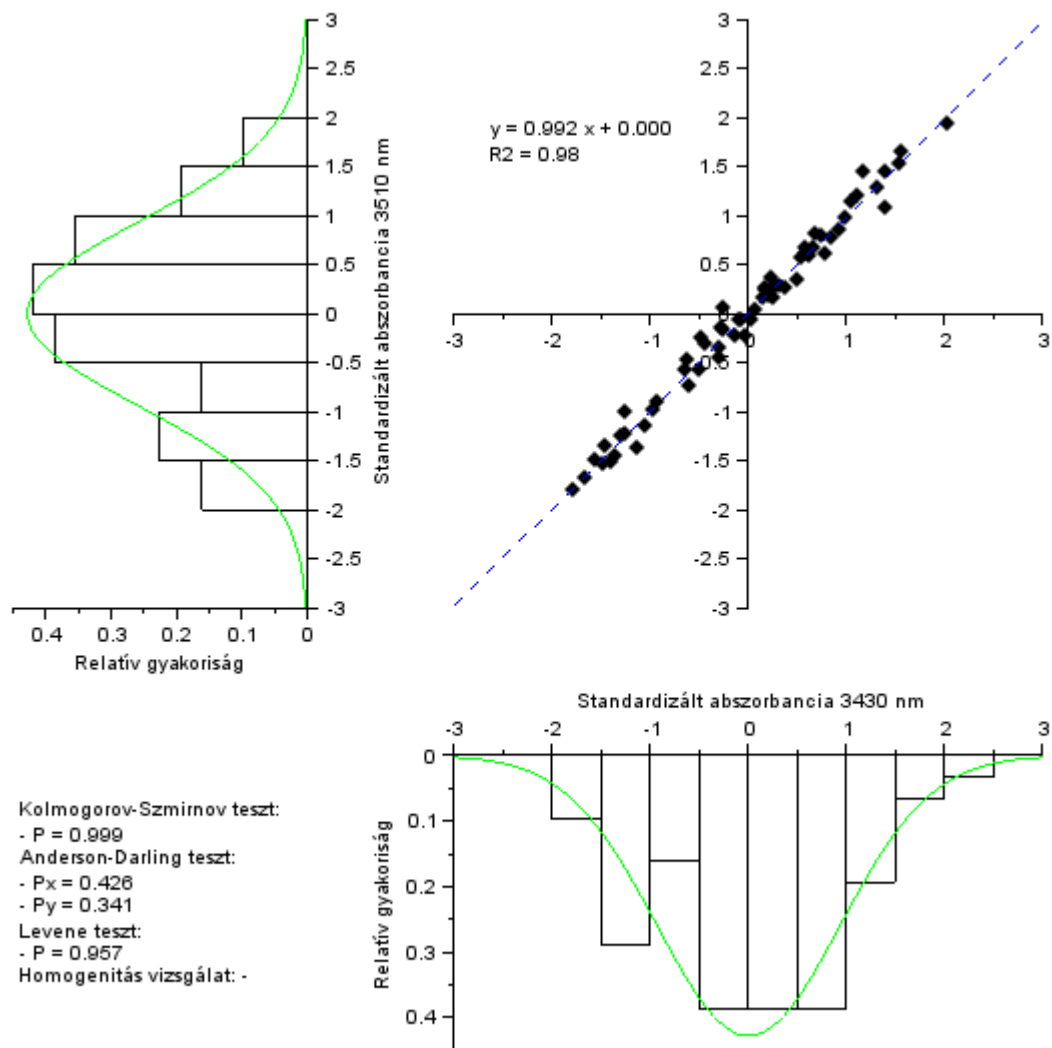 3
2.5
2
1.5
1
0.5
0
-0.5
-1
-1.5
-2
-2.5
-3
Standardizált abszorbancia 3510 nm
0.4 0.3 0.2 0.1 0
Relatív gyakoriság
y = 0.992 x + 0.000
R2 = 0.98
3
2.5
2
1.5
1
0.5
0
-3 -2 -1 0 1 2 3
-0.5
-1
-1.5
-2
-2.5
-3
Standardizált abszorbancia 3430 nm
-3 -2 -1 0 1 2 3
0
0.1
0.2
0.3
0.4
Relatív gyakoriság
Kolmogorov-Szmirnov teszt:
- P = 0.999
Anderson-Darling teszt:
- Px = 0.426
- Py = 0.341
Levene teszt:
- P = 0.957
Homogenitás vizsgálat: -